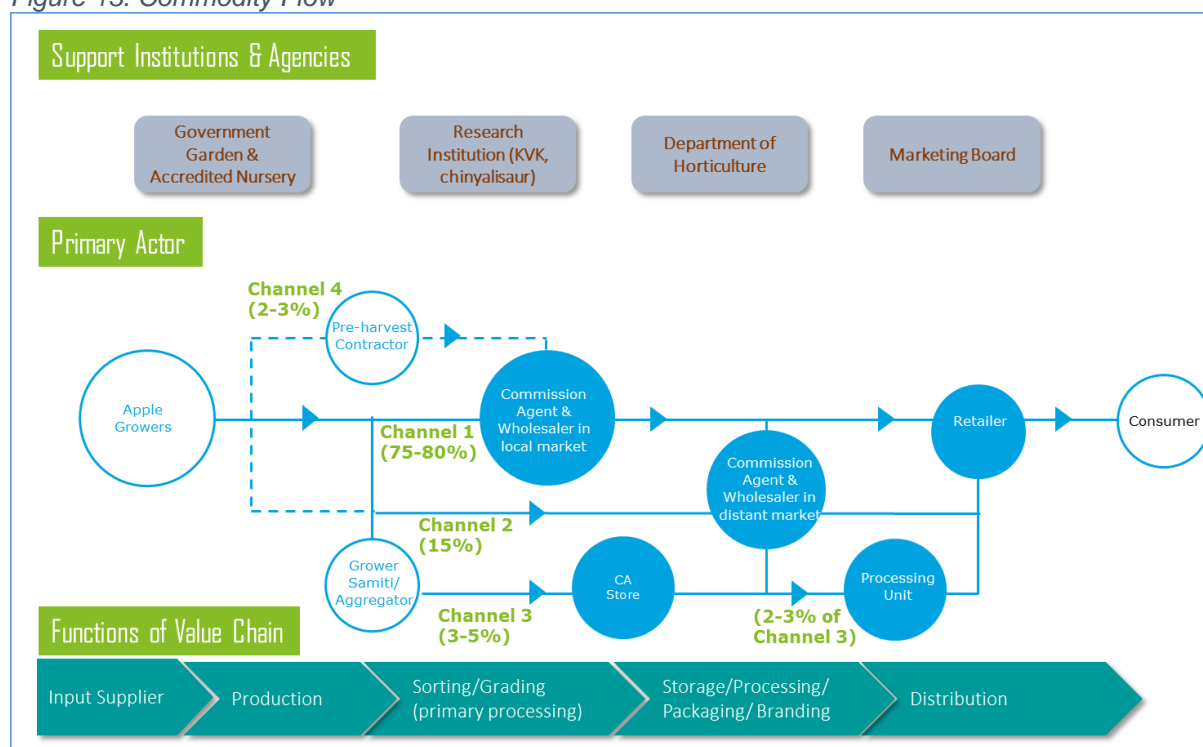 Figure 13: Commodity Flow
Support Institutions & Agencies
Government
Garden &
Accredited Nursery
Research
Institution (KVK,
chinyalisaur)
Department of
Horticulture
Marketing Board
Primary Actor
Channel 4
(2-3%)
Pre-harvest
Contractor
Apple
Growers
Commission
Agent &
Wholesaler in
local market
Channel 1
(75-80%)
Retailer
Consumer
Commission
Agent &
Wholesaler in
distant market
Channel 2
(15%)
Grower
Samiti/
Aggregator
CA
Store
Processing
Unit
Channel 3
(3-5%)
(2-3% of
Channel 3)
Functions of Value Chain
Input Supplier
Production
Sorting/Grading
(primary processing)
Storage/Processing/
Packaging/ Branding
Distribution